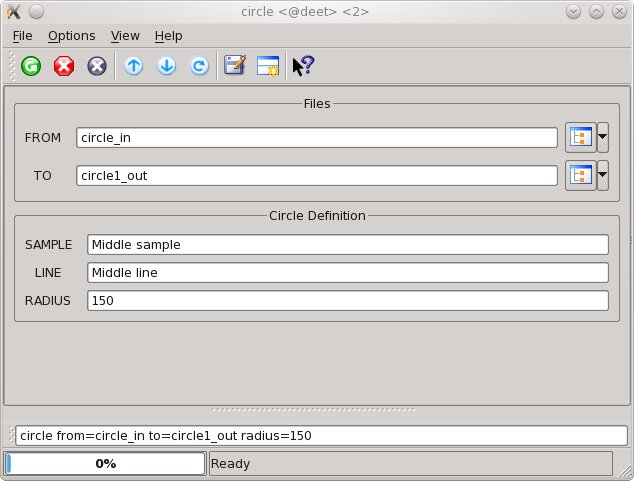 circle <@deet> <2>
File Options View Help
G
Files
FROM circle_in
TO circle1_out
Circle Definition
SAMPLE Middle sample
LINE Middle line
RADIUS 150
circle from=circle_in to=circle1_out radius=150
0% Ready